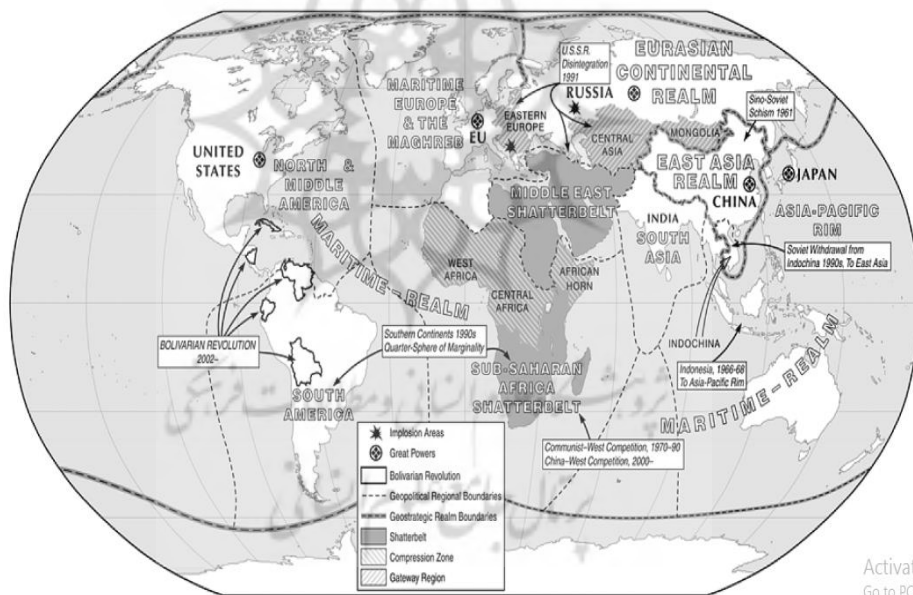 U.S.S.R.
Disintegration
1991
EURASIAN
CONTINENTAL
REALM
RUSSIA
MARITIME
EUROPE
& THE
MAGHREB
EU
EASTERN
EUROPE
CENTRAL
ASIA
MONGOLIA
Sino-Soviet
Schism 1961
EAST ASIA
REALM
CHINA
JAPAN
ASIA-PACIFIC
RIM
UNITED
STATES
NORTH &
MIDDLE
AMERICA
MIDDLE EAST
SHATTERBELT
INDIA
SOUTH
ASIA
Soviet Withdrawal from
Indochina 1990s, To East Asia
MARITIME-REALM
WEST
AFRICA
CENTRAL
AFRICA
AFRICAN
HORN
INDOCHINA
Indonesia, 1966-68
To Asia-Pacific Rim
BOLIVARIAN REVOLUTION
2002-
Southern Continents 1990s
Quarter-Sphere of Marginality
SOUTH
AMERICA
SUB-SAHARAN
AFRICA
SHATTERBELT
MARITIME-REALM
Communist-West Competition, 1970-90
China-West Competition, 2000-
Implosion Areas
Great Powers
Bolivarian Revolution
Geopolitical Regional Boundaries
Geostrategic Realm Boundaries
Shatterbelt
Compression Zone
Gateway Region
Activat
Go to PC